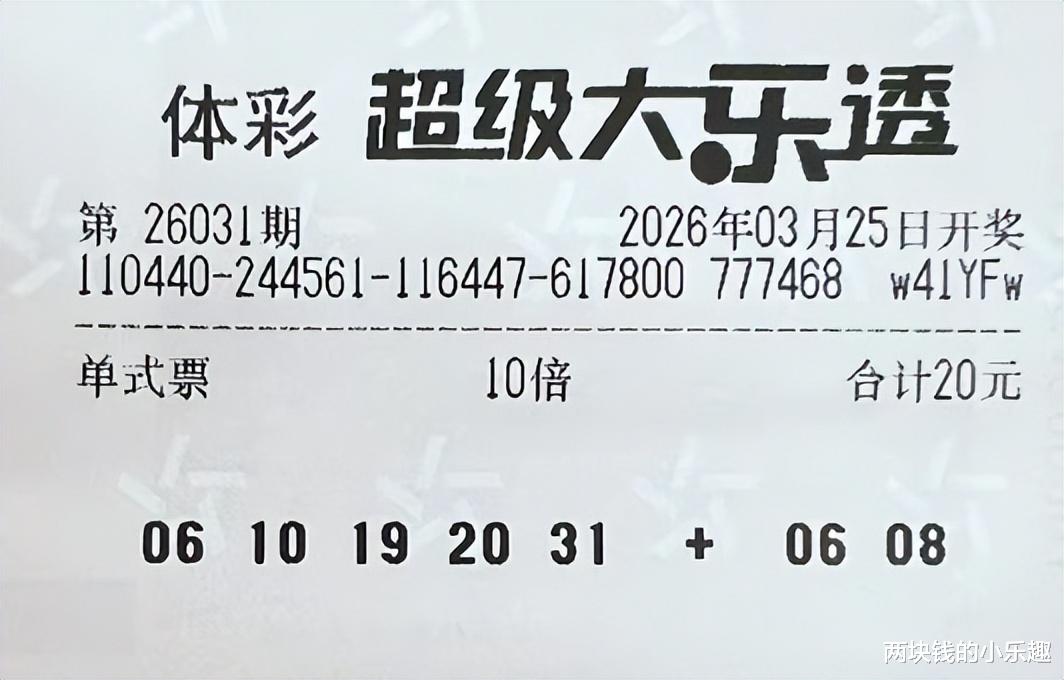 体彩 超级大乐透
第 26031期 2026年03月25日开奖
110440-244561-116447-617800 777468 w41YFw
单式票 10倍 合计20元
06 10 19 20 31 + 06 08
两块钱的小乐趣